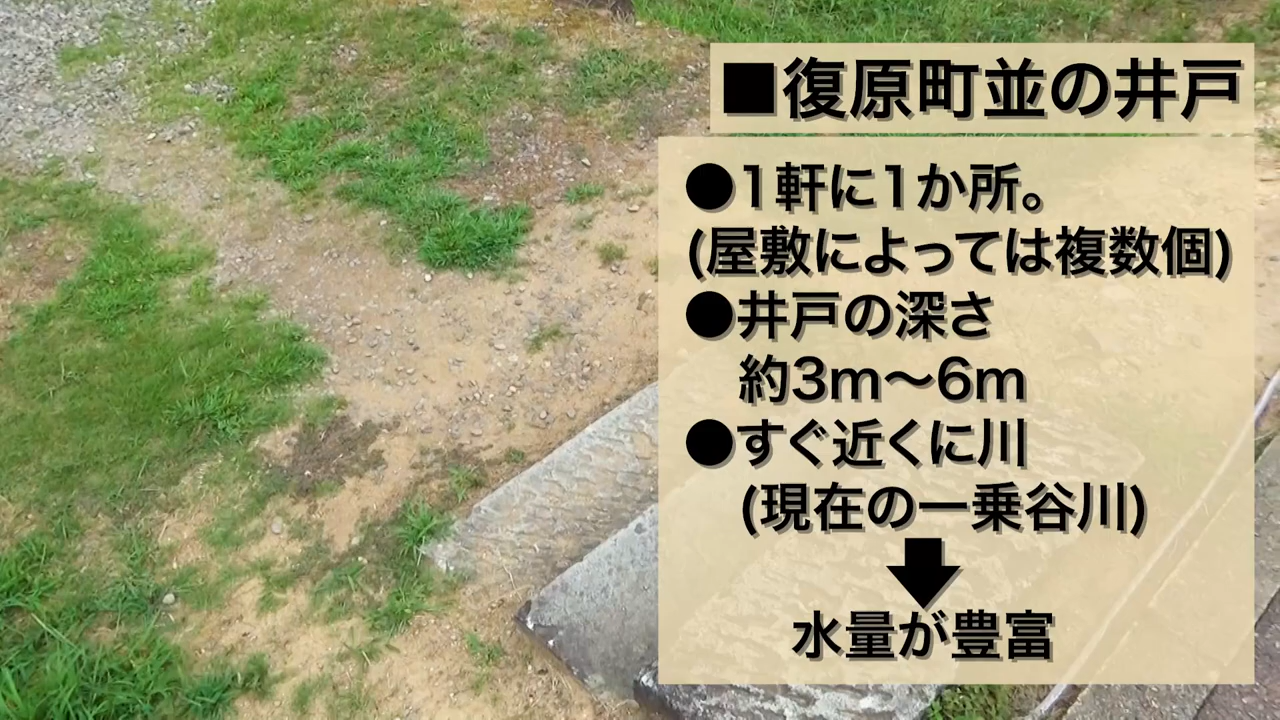 ■復原町並の井戸
●1軒に1か所。
(屋敷によっては複数個)
●井戸の深さ
約3m〜6m
●すぐ近くに川
(現在の一乗谷川)
水量が豊富